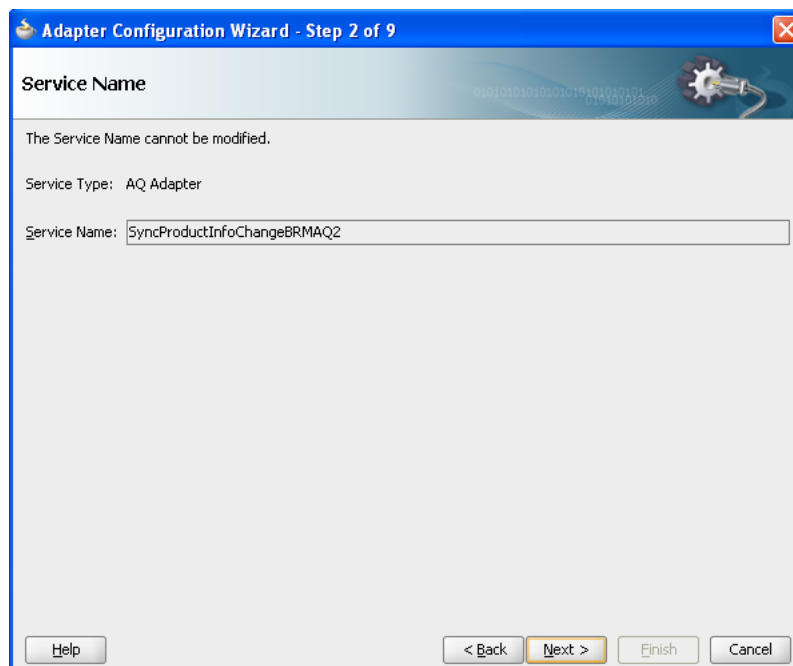 Adapter Configuration Wizard - Step 2 of 9
Service Name
The Service Name cannot be modified.
Service Type: AQ Adapter
Service Name: SyncProductInfoChangeBRMAQ2
Help < Back Next > Finish Cancel